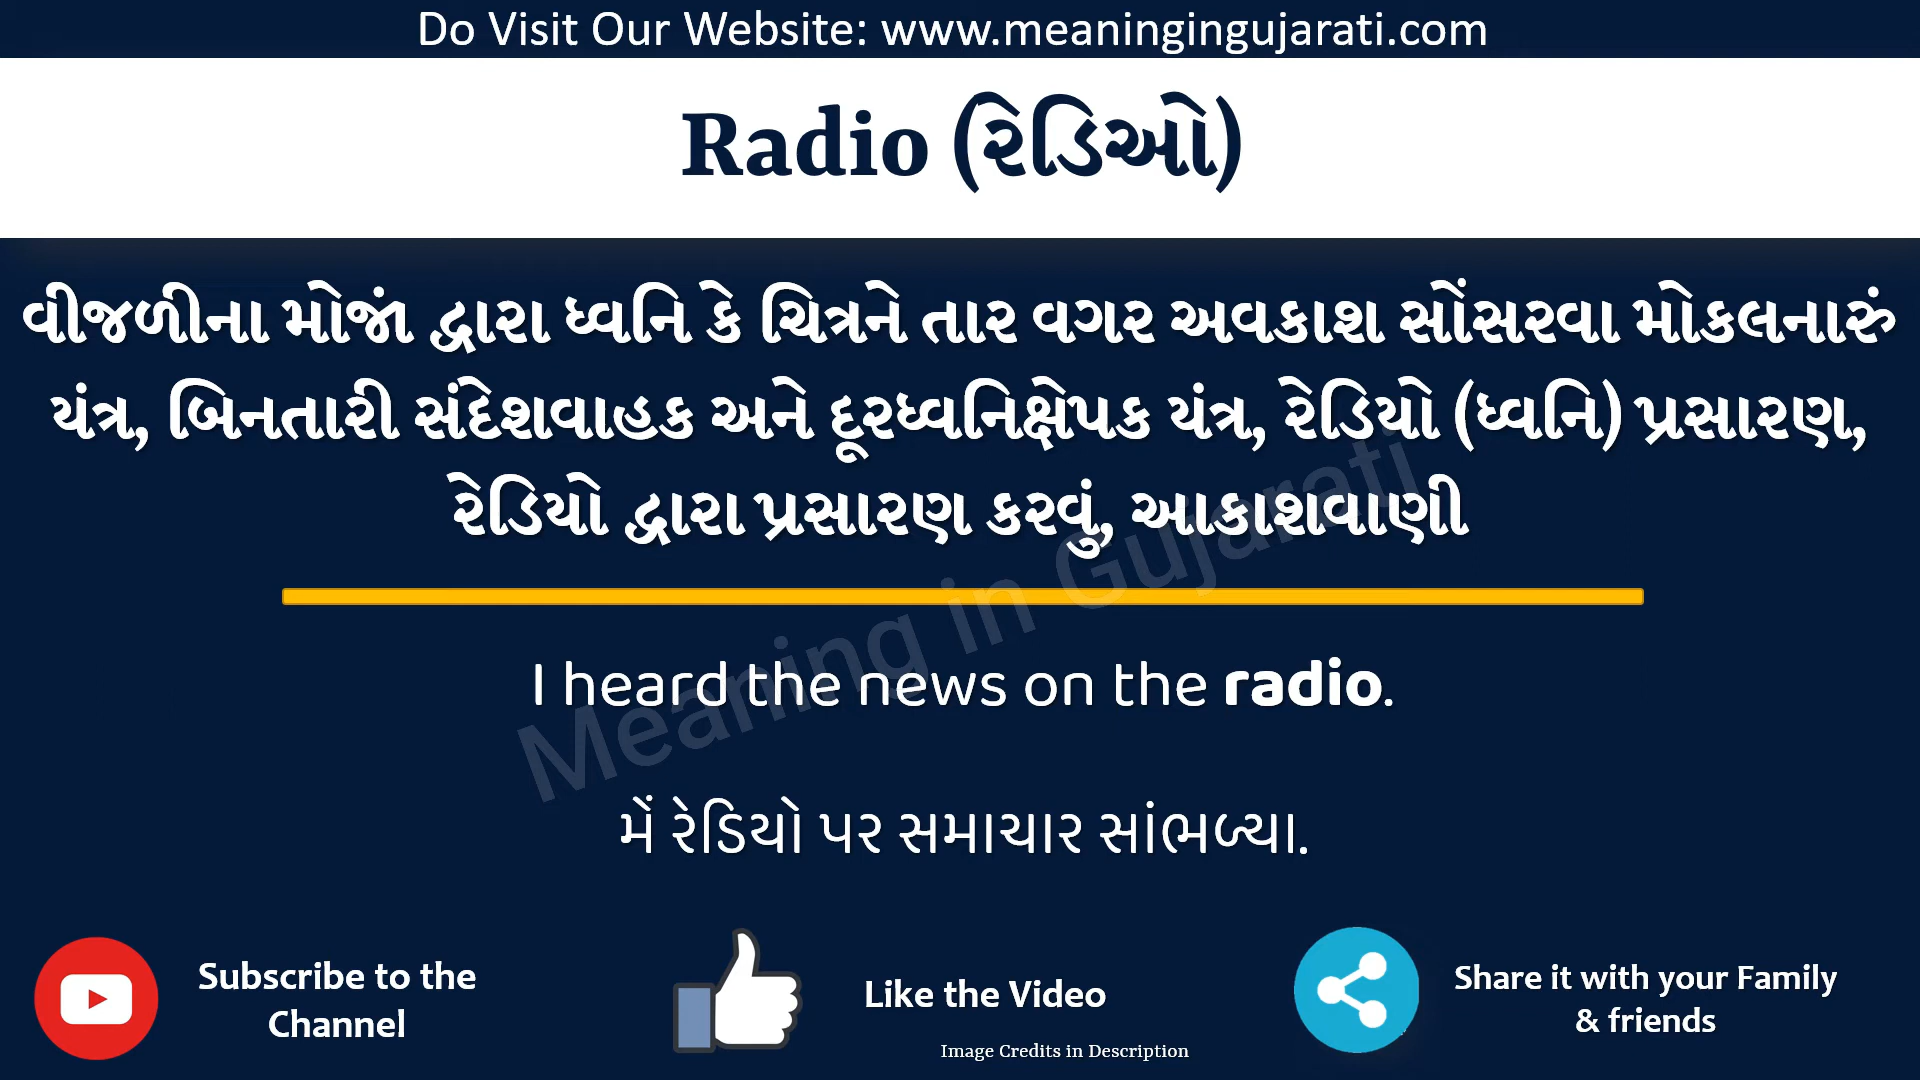 Do Visit Our Website: www.meaningingujarati.com
Radio (રેડિઓ)
વીજળીના મોજાં દ્વારા ધ્વનિ કે ચિત્રને તાર વગર અવકાશ સોંસરવા મોકલનારું
યંત્ર, બિનતારી સંદેશવાહક અને દૂરધ્વનિક્ષેપક યંત્ર, રેડિયો (ધ્વનિ) પ્રસારણ,
રેડિયો દ્વારા પ્રસારણ કરવું, આકાશવાણી
Meaning in Gujarati
I heard the news on the radio.
મેં રેડિયો પર સમાચાર સાંભળ્યા.
Subscribe to the
Channel
Like the Video
Share it with your Family
& friends
Image Credits in Description